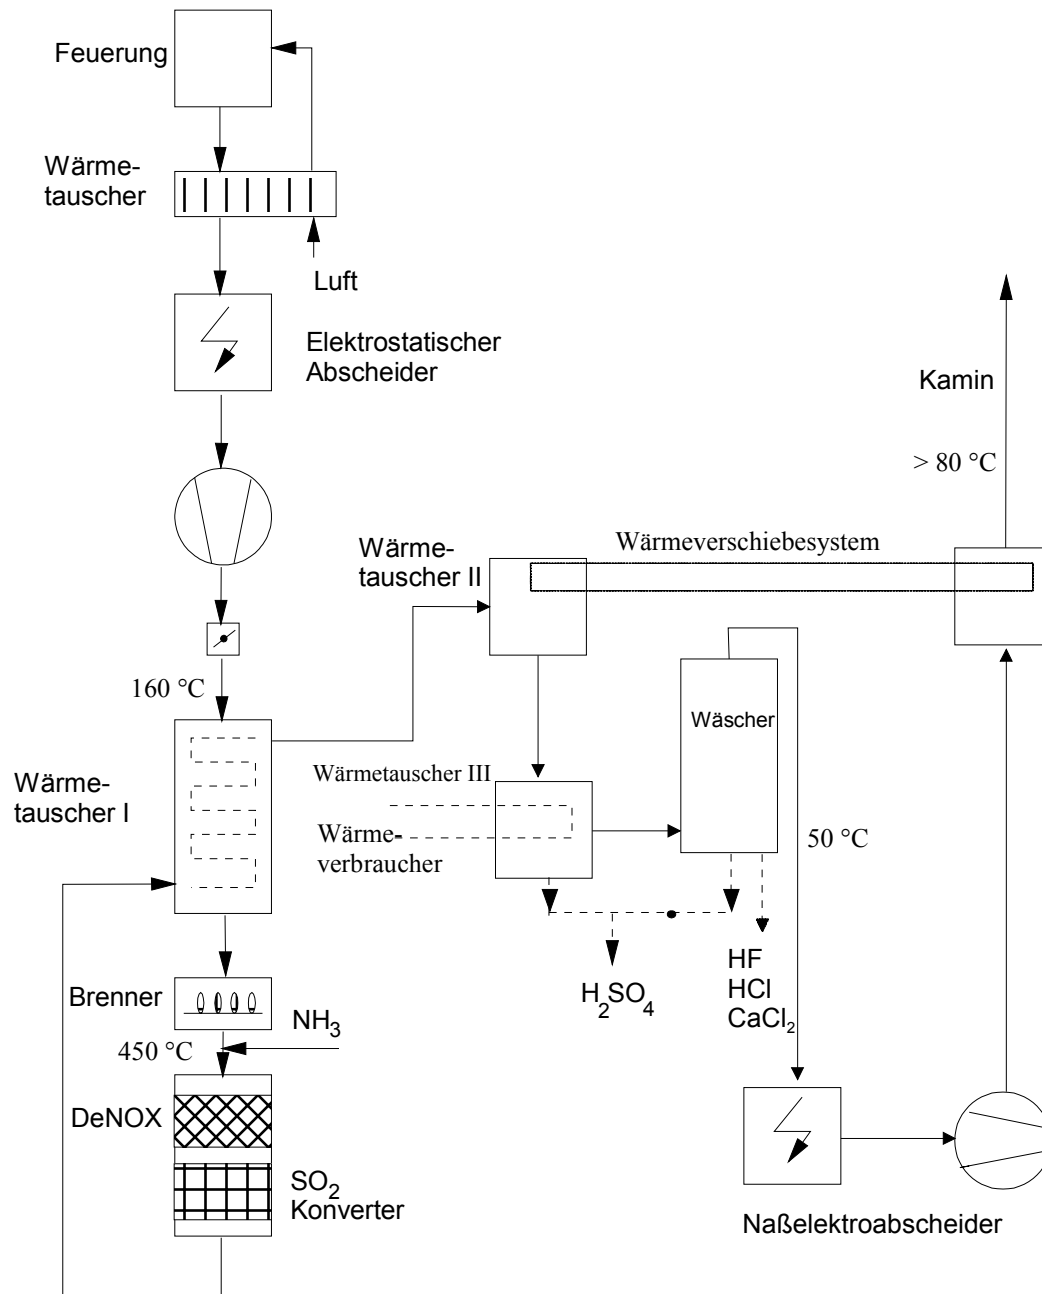 Feuerung
Wärme-
tauscher
Luft
Elektrostatischer
Abscheider
Kamin
> 80 °C
Wärme-
tauscher II
Wärmeverschiebesystem
160 °C
Wäscher
Wärme-
tauscher I
Wärmetauscher III
Wärme-
verbraucher
50 °C
HF
HCl
CaCl₂
H₂SO₄
Brenner
NH₃
450 °C
DeNOX
SO₂
Konverter
Naßelektroabscheider